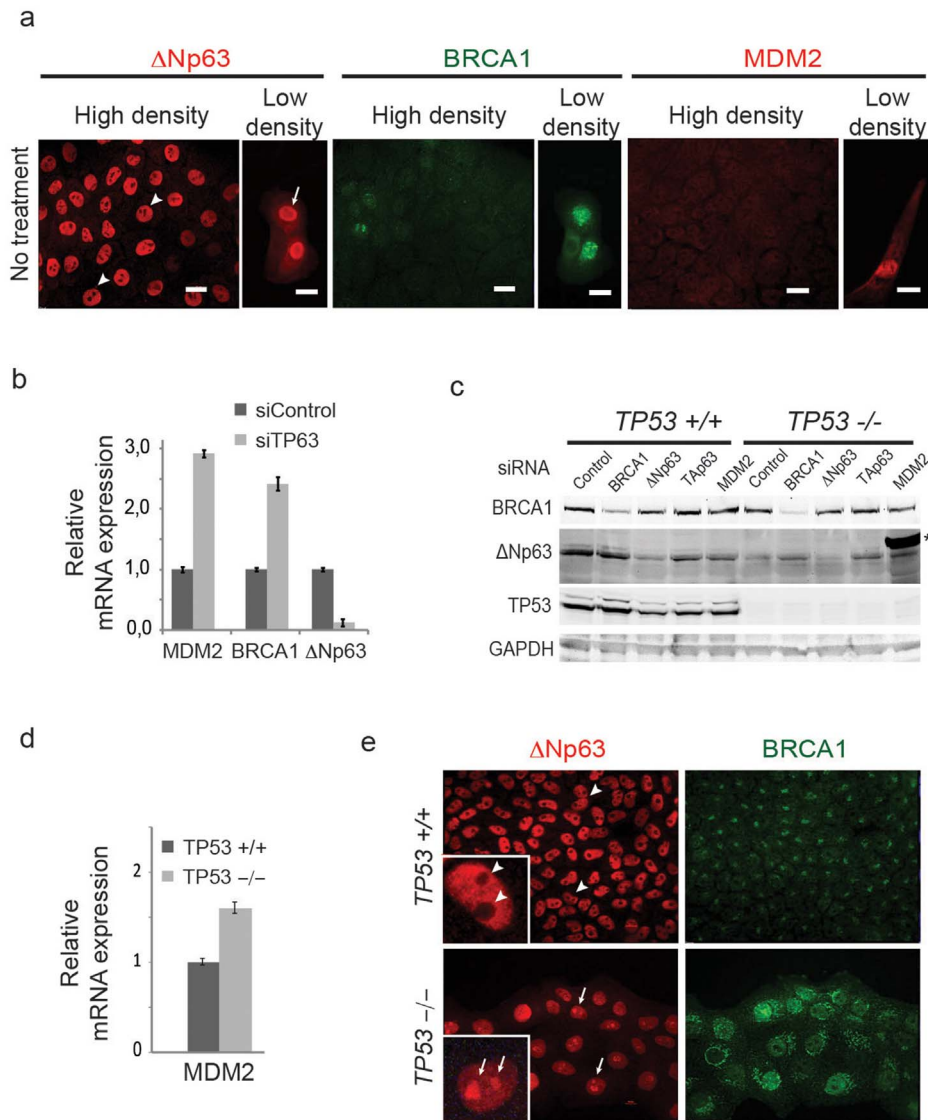 a
ΔNp63 BRCA1 MDM2
High density Low density High density Low density High density Low density
No treatment
b
siControl
siTP63
Relative mRNA expression
3,0
2,0
1,0
0,0
MDM2 BRCA1 ΔNp63
c
TP53 +/+ TP53 -/-
siRNA Control BRCA1 ΔNp63 TAp63 MDM2 Control BRCA1 ΔNp63 TAp63 MDM2
BRCA1
ΔNp63 *
TP53
GAPDH
d
TP53 +/+
TP53 –/–
Relative mRNA expression
2
1
0
MDM2
e
ΔNp63 BRCA1
TP53 +/+
TP53 –/–